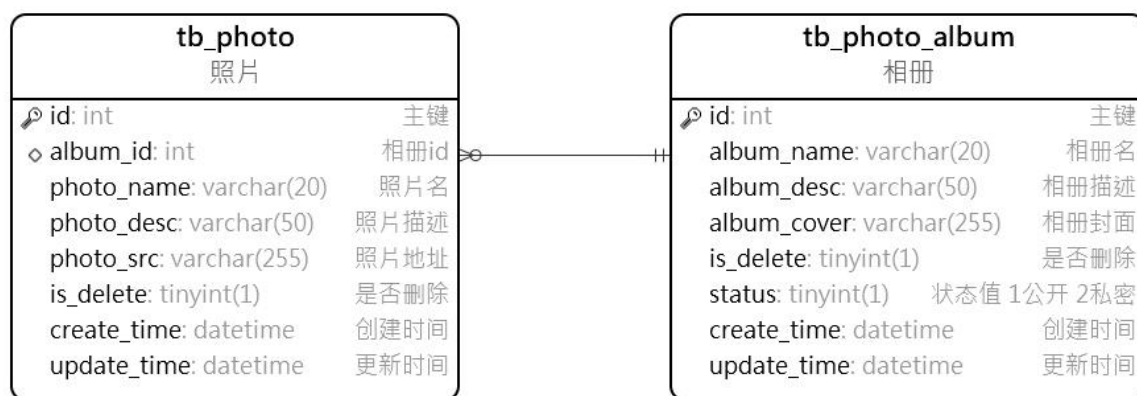 tb_photo
照片
id: int 主键
album_id: int 相册id
photo_name: varchar(20) 照片名
photo_desc: varchar(50) 照片描述
photo_src: varchar(255) 照片地址
is_delete: tinyint(1) 是否删除
create_time: datetime 创建时间
update_time: datetime 更新时间
tb_photo_album
相册
id: int 主键
album_name: varchar(20) 相册名
album_desc: varchar(50) 相册描述
album_cover: varchar(255) 相册封面
is_delete: tinyint(1) 是否删除
status: tinyint(1) 状态值 1公开 2私密
create_time: datetime 创建时间
update_time: datetime 更新时间